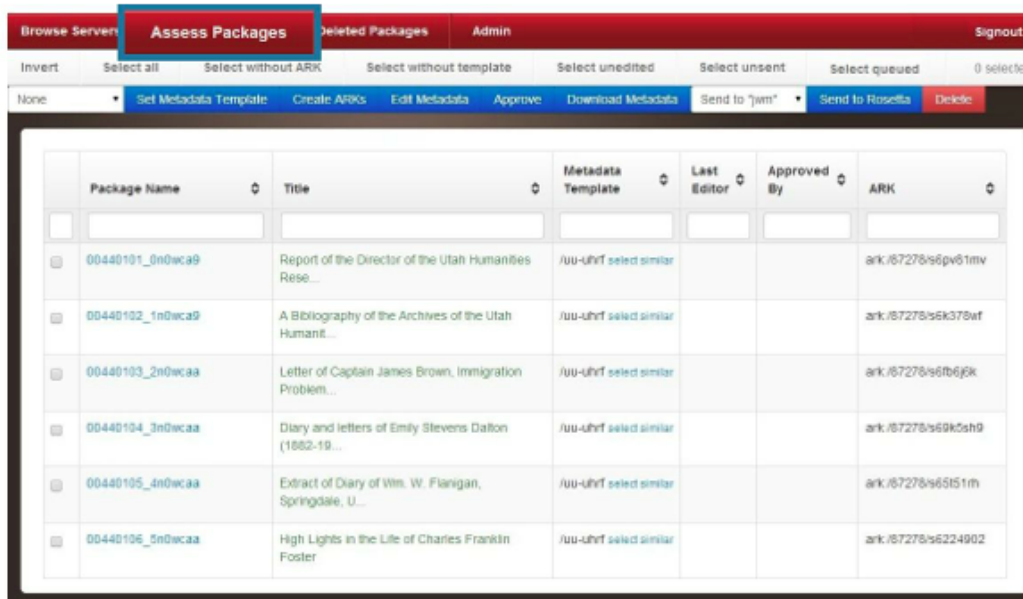 Browse Servers Assess Packages Deleted Packages Admin Signout
Invert Select all Select without ARK Select without template Select unedited Select unsent Select queued 0 selecte
None Set Metadata Template Create ARKs Edit Metadata Approve Download Metadata Send to "jwm" Send to Rosetta Delete
Package Name Title Metadata Template Last Editor Approved By ARK
00440101_0n0wca9 Report of the Director of the Utah Humanities Rese... /uu-uhrf select similar ark:/87278/s6pv81mv
00440102_1n0wca9 A Bibliography of the Archives of the Utah Humanit... /uu-uhrf select similar ark:/87278/s6k378wf
00440103_2n0wcaa Letter of Captain James Brown, Immigration Problem... /uu-uhrf select similar ark:/87278/s6fb6j6k
00440104_3n0wcaa Diary and letters of Emily Stevens Dalton (1882-19... /uu-uhrf select similar ark:/87278/s69k5sh9
00440105_4n0wcaa Extract of Diary of Wm. W. Flanigan, Springdale, U... /uu-uhrf select similar ark:/87278/s65t51rh
00440106_5n0wcaa High Lights in the Life of Charles Franklin Foster /uu-uhrf select similar ark:/87278/s6224902